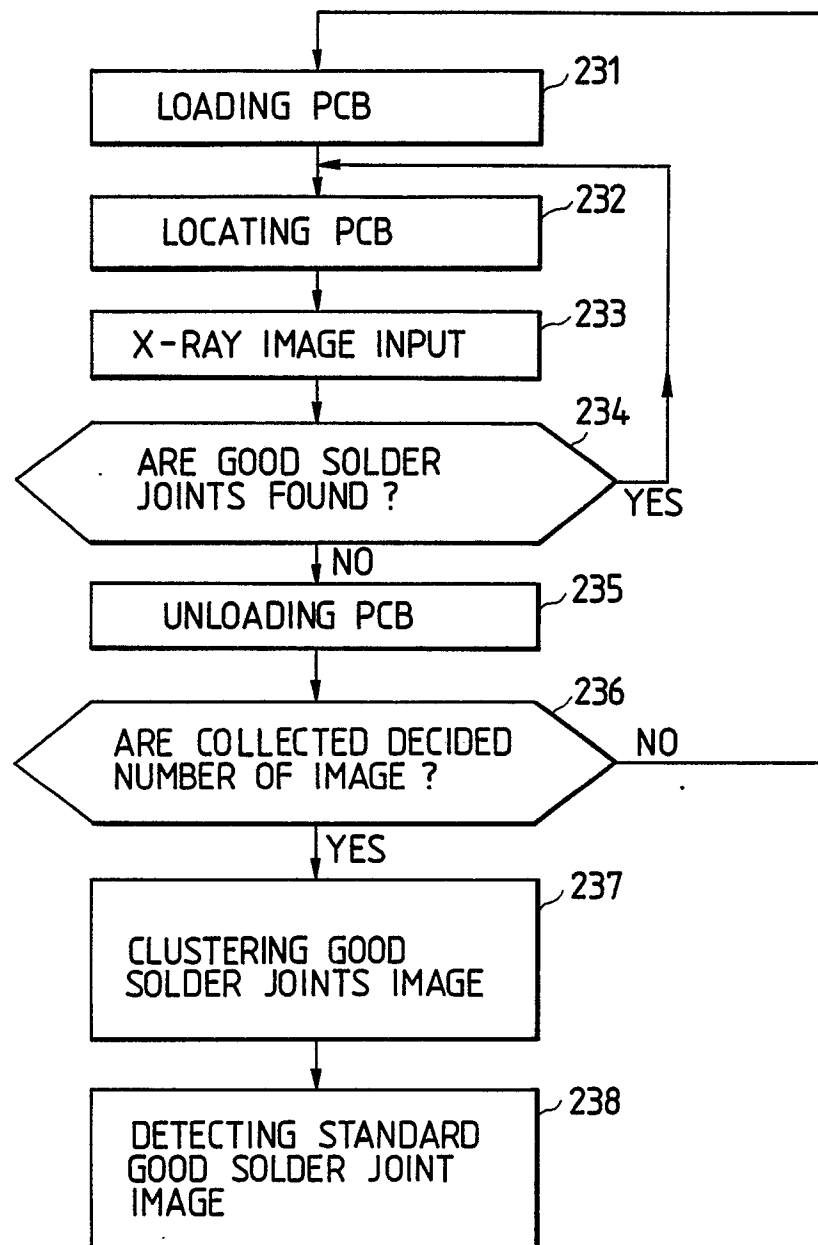 231
LOADING PCB
232
LOCATING PCB
233
X-RAY IMAGE INPUT
234
ARE GOOD SOLDER
JOINTS FOUND ?
YES
NO
235
UNLOADING PCB
236
ARE COLLECTED DECIDED
NUMBER OF IMAGE ?
NO
YES
237
CLUSTERING GOOD
SOLDER JOINTS IMAGE
238
DETECTING STANDARD
GOOD SOLDER JOINT
IMAGE